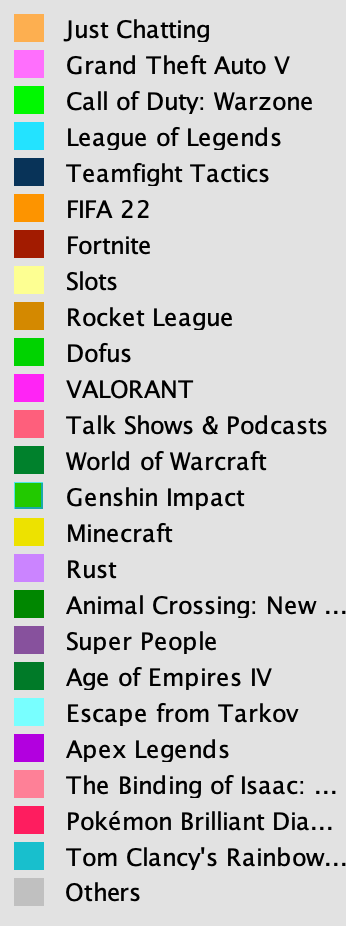 Just Chatting
Grand Theft Auto V
Call of Duty: Warzone
League of Legends
Teamfight Tactics
FIFA 22
Fortnite
Slots
Rocket League
Dofus
VALORANT
Talk Shows & Podcasts
World of Warcraft
Genshin Impact
Minecraft
Rust
Animal Crossing: New ...
Super People
Age of Empires IV
Escape from Tarkov
Apex Legends
The Binding of Isaac: ...
Pokémon Brilliant Dia...
Tom Clancy's Rainbow...
Others